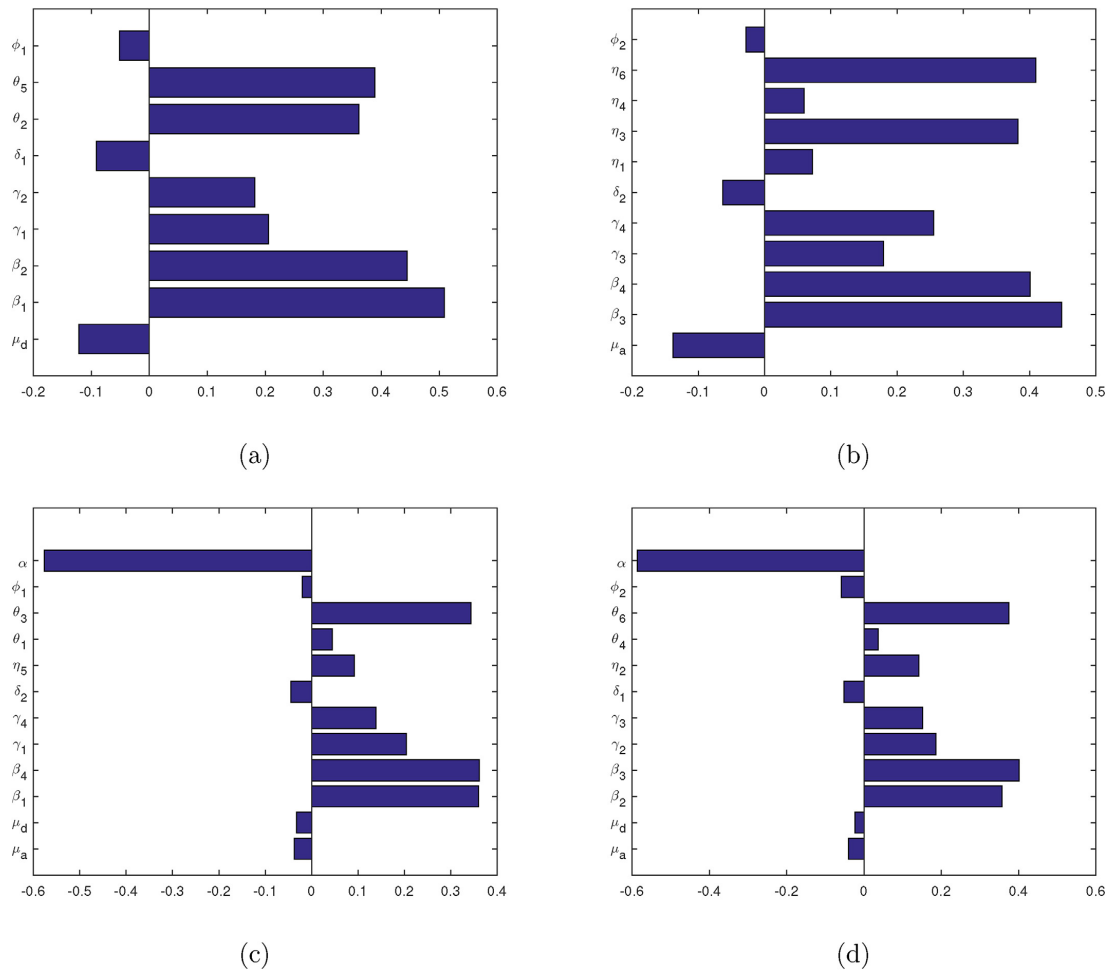 ϕ1
θ5
θ2
δ1
γ2
γ1
β2
β1
μd
-0.2 -0.1 0 0.1 0.2 0.3 0.4 0.5 0.6
(a)
ϕ2
η6
η4
η3
η1
δ2
γ4
γ3
β4
β3
μa
-0.2 -0.1 0 0.1 0.2 0.3 0.4 0.5
(b)
α
ϕ1
θ3
θ1
η5
δ2
γ4
γ1
β4
β1
μd
μa
-0.6 -0.5 -0.4 -0.3 -0.2 -0.1 0 0.1 0.2 0.3 0.4
(c)
α
ϕ2
θ6
θ4
η2
δ1
γ3
γ2
β3
β2
μd
μa
-0.6 -0.4 -0.2 0 0.2 0.4 0.6
(d)